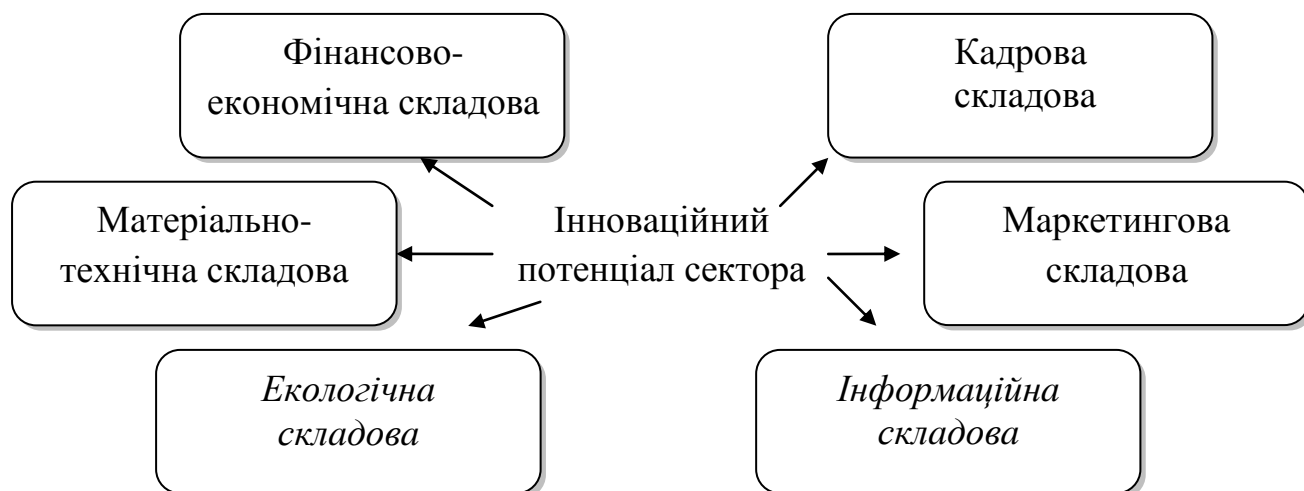 Фінансово-
економічна складова
Кадрова
складова
Матеріально-
технічна складова
Інноваційний
потенціал сектора
Маркетингова
складова
Екологічна
складова
Інформаційна
складова